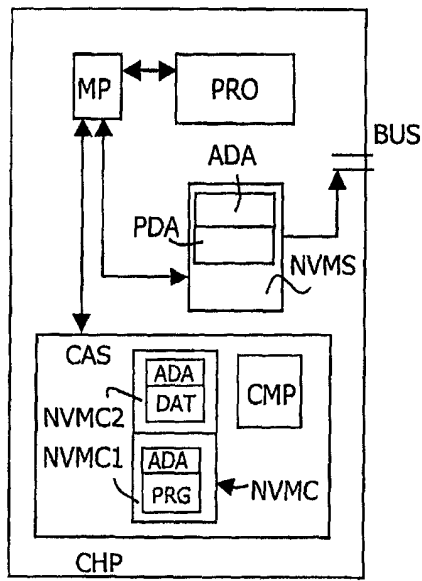 MP
PRO
BUS
ADA
PDA
NVMS
CAS
ADA
DAT
CMP
NVMC2
NVMC1
ADA
PRG
NVMC
CHP